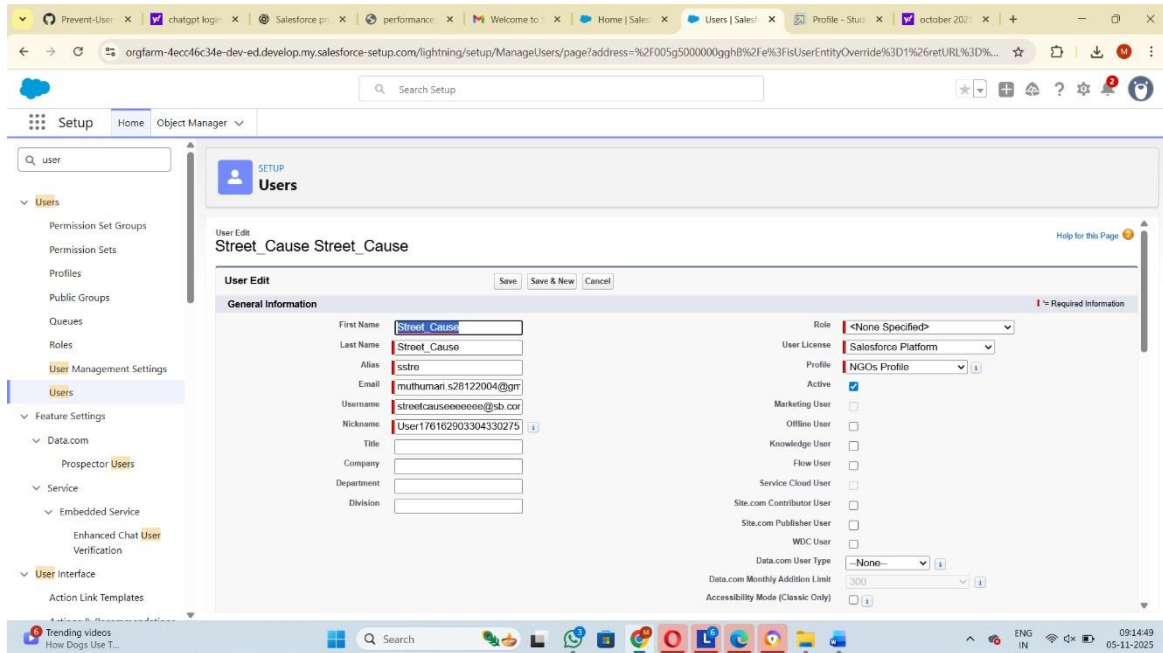 Prevent-User
chatgpt login
Salesforce pr
performance_
Welcome to S
Home | Sales
Users | Salesf
Profile - Stud
october 2025
orgfarm-4ecc46c34e-dev-ed.develop.my.salesforce-setup.com/lightning/setup/ManageUsers/page?address=%2F005g5000000gghB%2Fe%3FisUserEntityOverride%3D1%26retURL%3D%...
M
Search Setup
2
Setup Home Object Manager
user
Users
Permission Set Groups
Permission Sets
Profiles
Public Groups
Queues
Roles
User Management Settings
Users
Feature Settings
Data.com
Prospector Users
Service
Embedded Service
Enhanced Chat User
Verification
User Interface
Action Link Templates
SETUP
Users
User Edit
Street_Cause Street_Cause
Help for this Page
User Edit Save Save & New Cancel
General Information = Required Information
First Name Street_Cause
Last Name Street_Cause
Alias sstre
Email muthumari.s28122004@gm
Username streetcauseeeeeee@sb.cor
Nickname User176162903304330275
Title
Company
Department
Division
Role <None Specified>
User License Salesforce Platform
Profile NGOs Profile
Active
Marketing User
Offline User
Knowledge User
Flow User
Service Cloud User
Site.com Contributor User
Site.com Publisher User
WDC User
Data.com User Type --None--
Data.com Monthly Addition Limit 300
Accessibility Mode (Classic Only)
6 Trending videos
How Dogs Use T...
Search
ENG
IN
09:14:49
05-11-2025